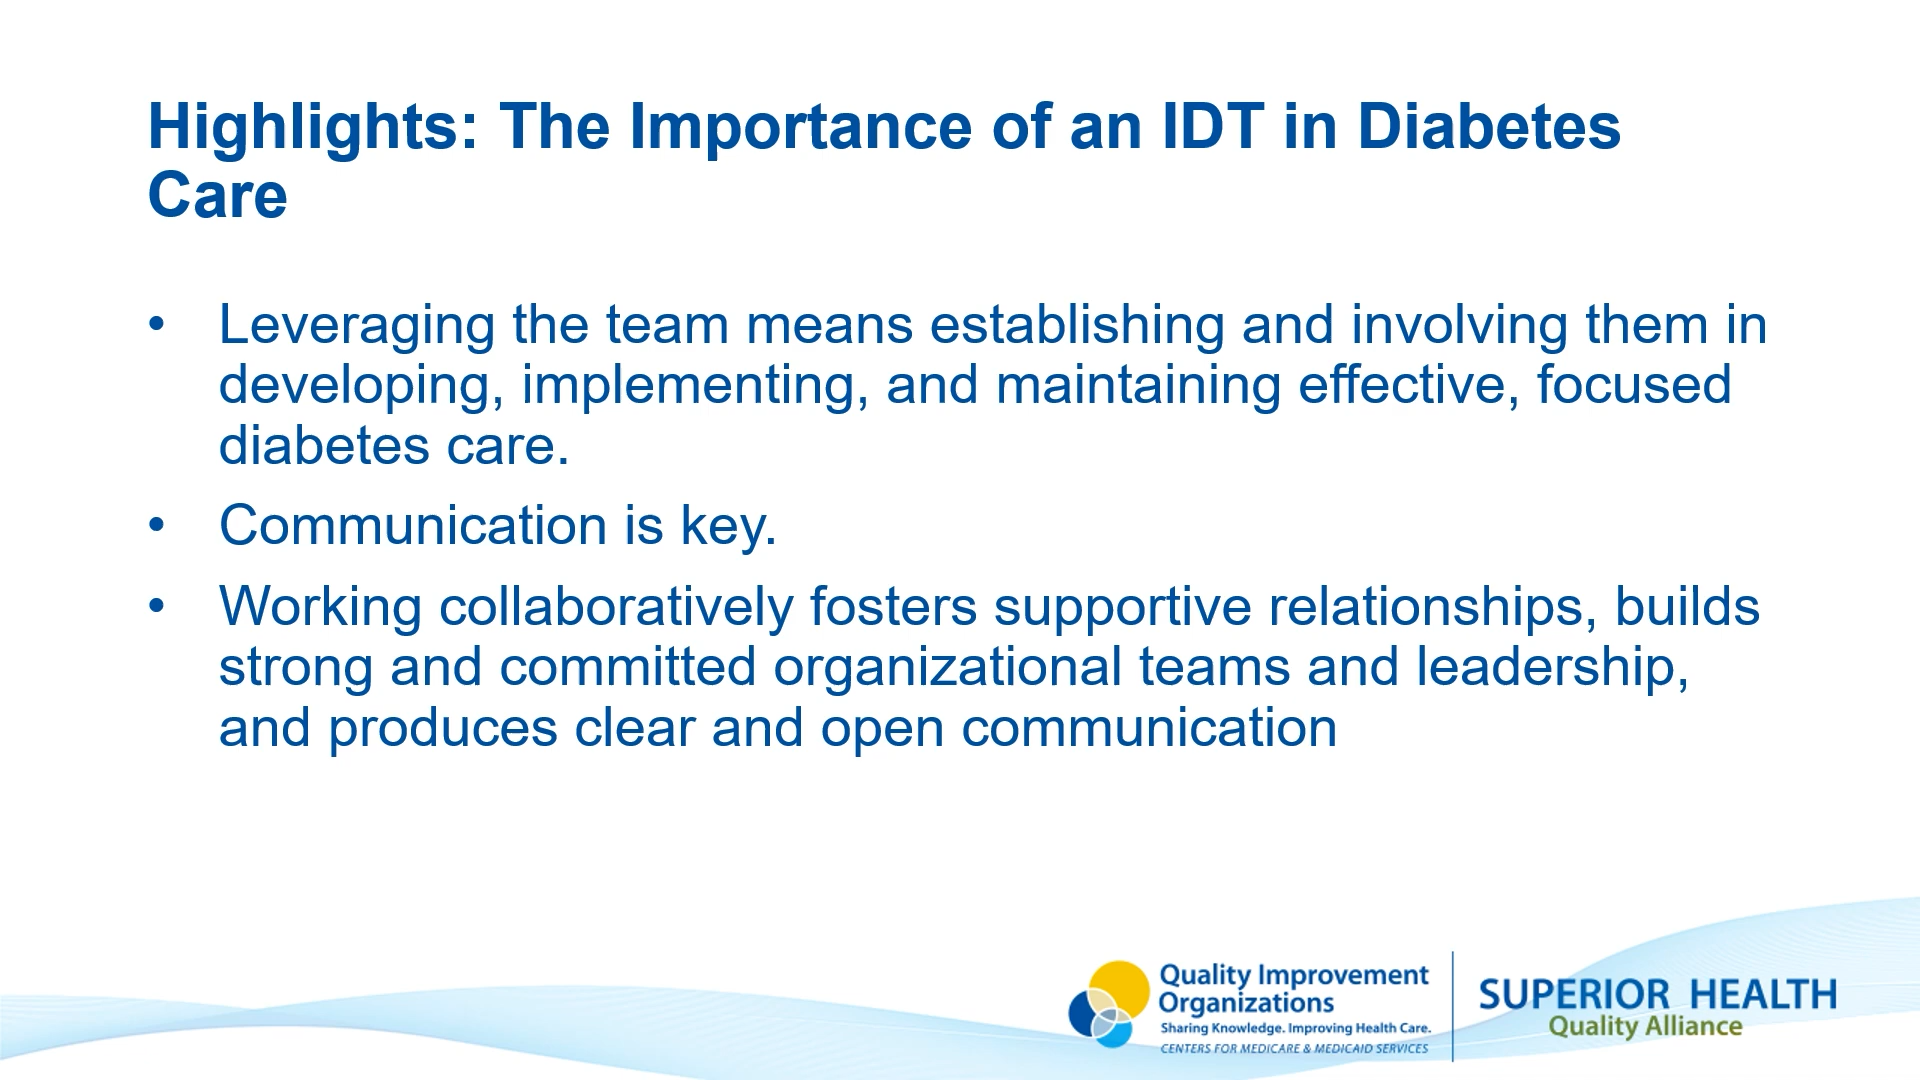 Highlights: The Importance of an IDT in Diabetes
Care
• Leveraging the team means establishing and involving them in
developing, implementing, and maintaining effective, focused
diabetes care.
• Communication is key.
• Working collaboratively fosters supportive relationships, builds
strong and committed organizational teams and leadership,
and produces clear and open communication
Quality Improvement
Organizations
Sharing Knowledge. Improving Health Care.
CENTERS FOR MEDICARE & MEDICAID SERVICES
SUPERIOR HEALTH
Quality Alliance